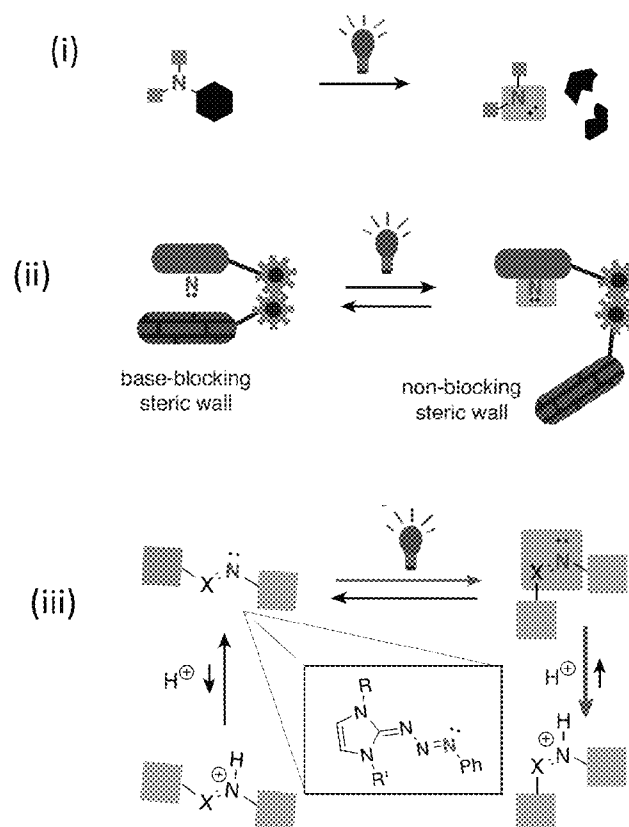 (i)
N
N
(ii)
N
N
base-blocking
steric wall
non-blocking
steric wall
(iii)
X N
X N
H⊕
R
N
N
N=N
N
R'
Ph
H⊕
H
⊕
X N
H
⊕
X N